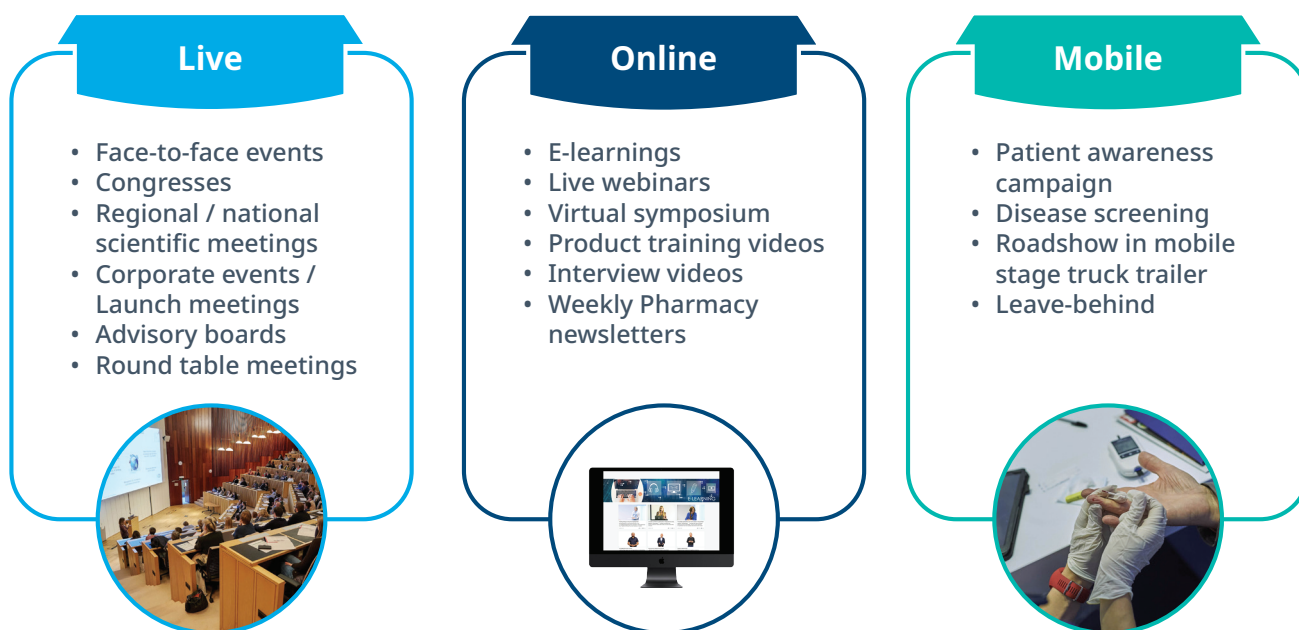 Live
• Face-to-face events
• Congresses
• Regional / national
scientific meetings
• Corporate events /
Launch meetings
• Advisory boards
• Round table meetings
Online
• E-learnings
• Live webinars
• Virtual symposium
• Product training videos
• Interview videos
• Weekly Pharmacy
newsletters
Mobile
• Patient awareness
campaign
• Disease screening
• Roadshow in mobile
stage truck trailer
• Leave-behind